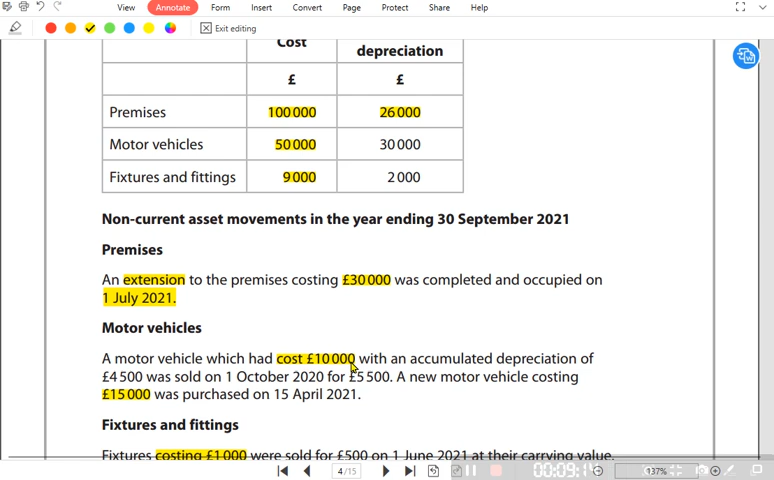 View Annotate Form Insert Convert Page Protect Share Help
Exit editing
Cost
depreciation
£ £
Premises 100 000 26 000
Motor vehicles 50 000 30 000
Fixtures and fittings 9 000 2 000
Non-current asset movements in the year ending 30 September 2021
Premises
An extension to the premises costing £30 000 was completed and occupied on
1 July 2021.
Motor vehicles
A motor vehicle which had cost £10 000 with an accumulated depreciation of
£4 500 was sold on 1 October 2020 for £5 500. A new motor vehicle costing
£15 000 was purchased on 15 April 2021.
Fixtures and fittings
Fixtures costing £1 000 were sold for £500 on 1 June 2021 at their carrying value.
4 /15
137%